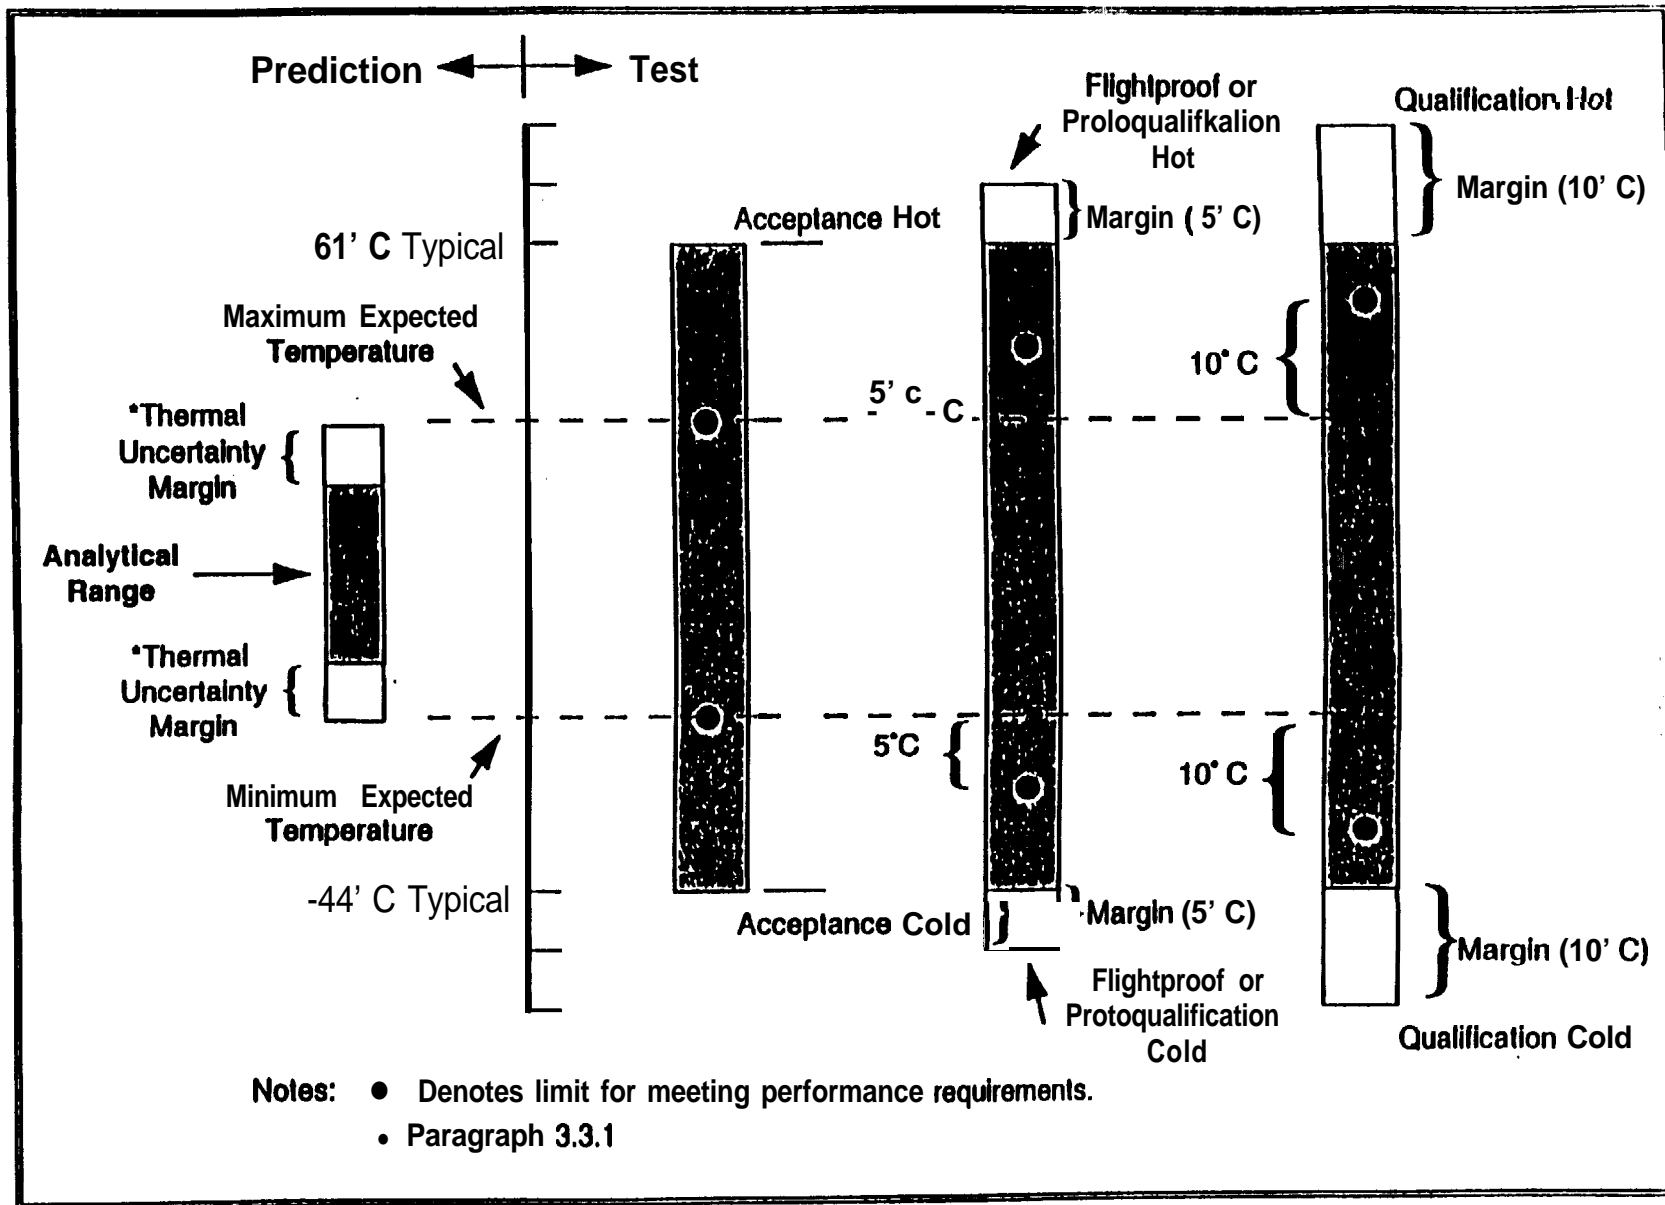 Prediction
Test
Flightproof or
Proloqualifkalion
Hot
Qualification Hot
Margin (10' C)
Acceptance Hot
Margin ( 5' C)
61' C Typical
Maximum Expected
Temperature
10° C
5' c
- - C
*Thermal
Uncertainty
Margin
Analytical
Range
*Thermal
Uncertainty
Margin
5°C
10° C
Minimum Expected
Temperature
-44' C Typical
Acceptance Cold
Margin (5' C)
Margin (10' C)
Flightproof or
Protoqualification
Cold
Qualification Cold
Notes: ● Denotes limit for meeting performance requirements.
• Paragraph 3.3.1